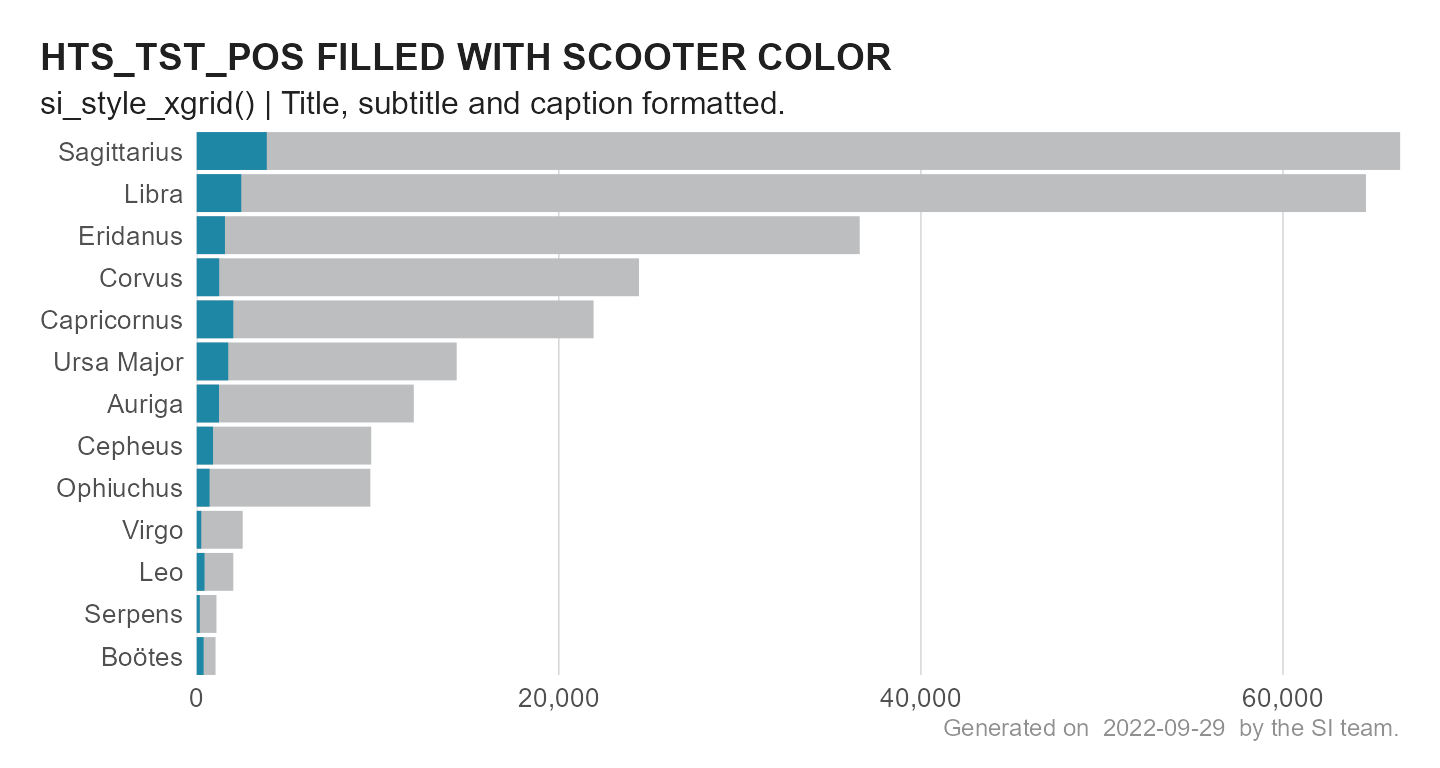 HTS_TST_POS FILLED WITH SCOOTER COLOR
si_style_xgrid() | Title, subtitle and caption formatted.
Sagittarius
Libra
Eridanus
Corvus
Capricornus
Ursa Major
Auriga
Cepheus
Ophiuchus
Virgo
Leo
Serpens
Boötes
0 20,000 40,000 60,000
Generated on 2022-09-29 by the SI team.